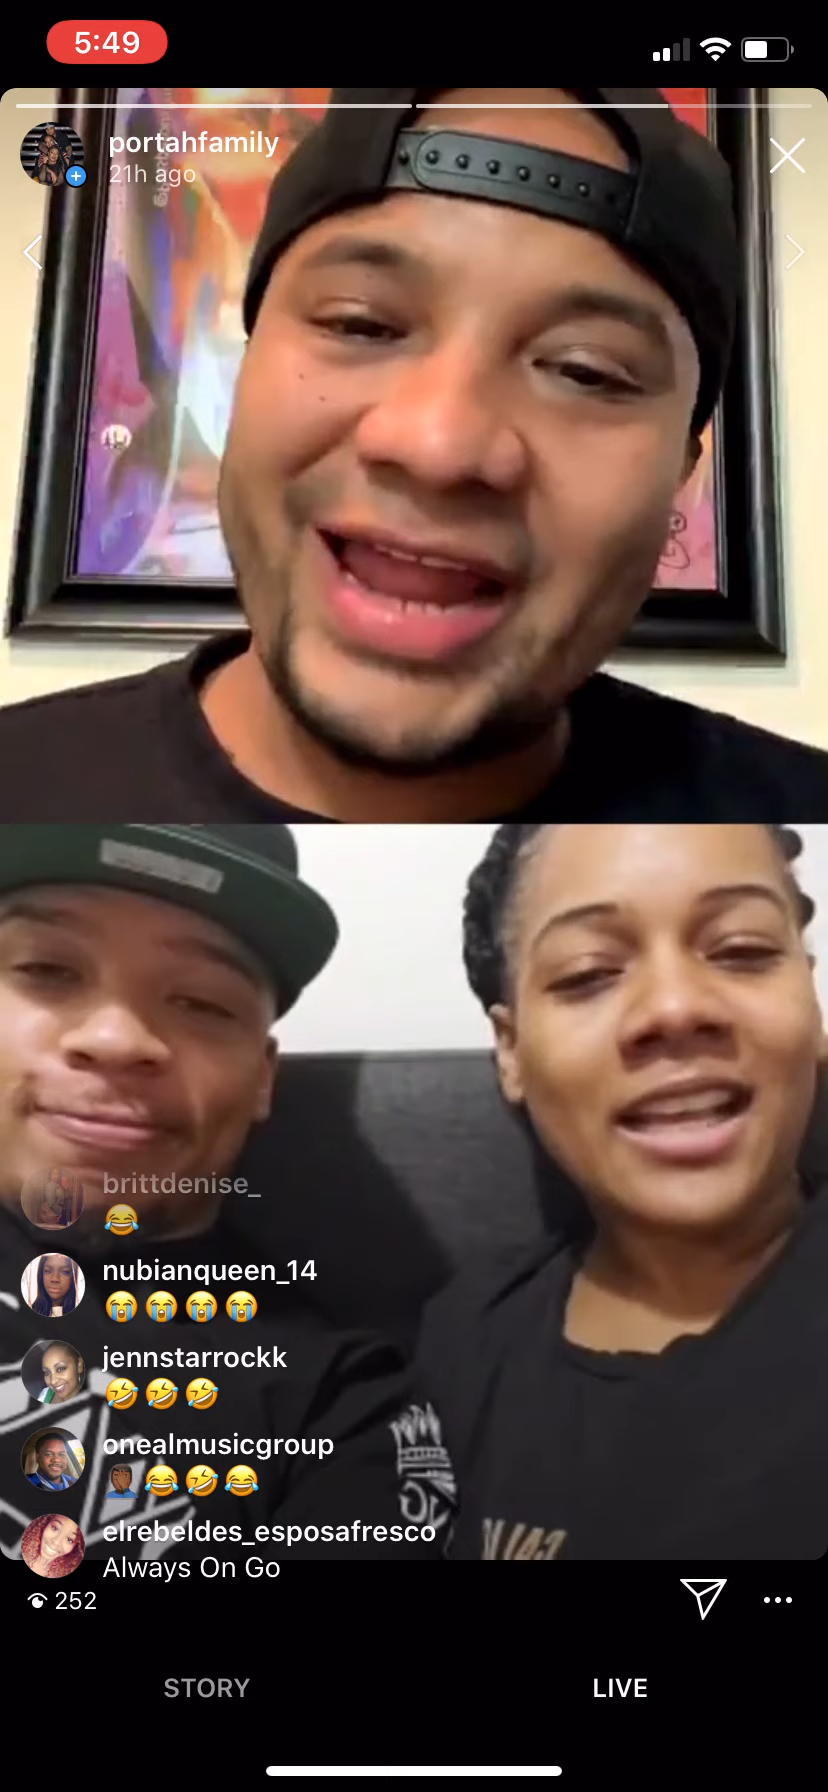 5:49
portahfamily
21h ago
brittdenise_
😂
nubianqueen_14
😭😭😭😭
jennstarrockk
🤣🤣🤣
onealmusicgroup
🤦🏾‍♂️😂🤣😂
elrebeldes_esposafresco
Always On Go
252
STORY
LIVE